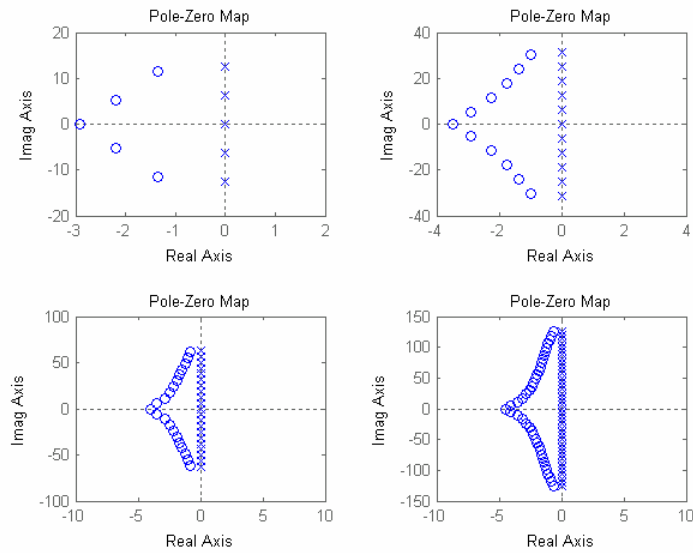 Pole-Zero Map
20
10
0
-10
-20
Imag Axis
-3 -2 -1 0 1 2
Real Axis
Pole-Zero Map
40
20
0
-20
-40
Imag Axis
-4 -2 0 2 4
Real Axis
Pole-Zero Map
100
50
0
-50
-100
Imag Axis
-10 -5 0 5 10
Real Axis
Pole-Zero Map
150
100
50
0
-50
-100
-150
Imag Axis
-10 -5 0 5 10
Real Axis